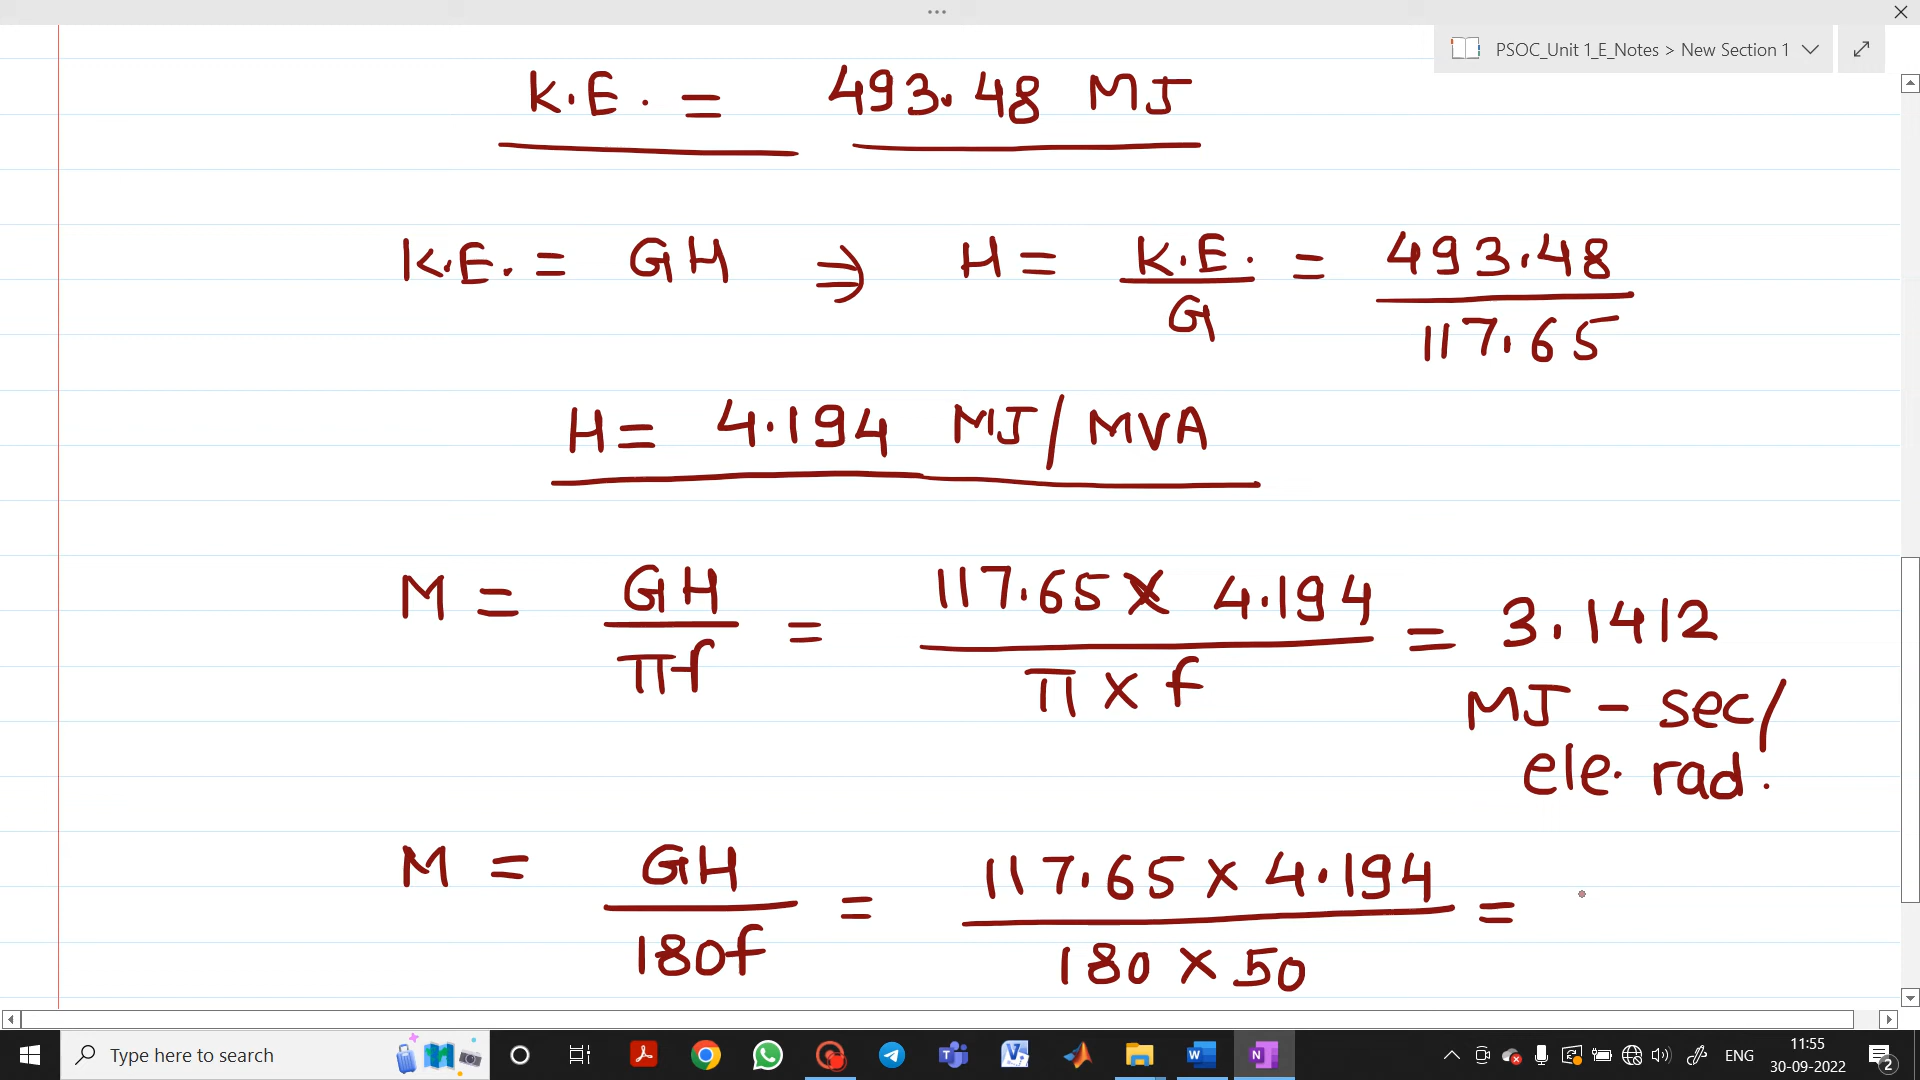 PSOC_Unit 1_E_Notes > New Section 1
K.E. = 493.48 MJ
K.E. = GH ⇒ H = K.E. / G = 493.48 / 117.65
H = 4.194 MJ / MVA
M = GH / πf = 117.65 × 4.194 / π × f = 3.1412
MJ - sec/
ele. rad.
M = GH / 180f = 117.65 × 4.194 / 180 × 50 =
Type here to search
ENG
11:55
30-09-2022
2